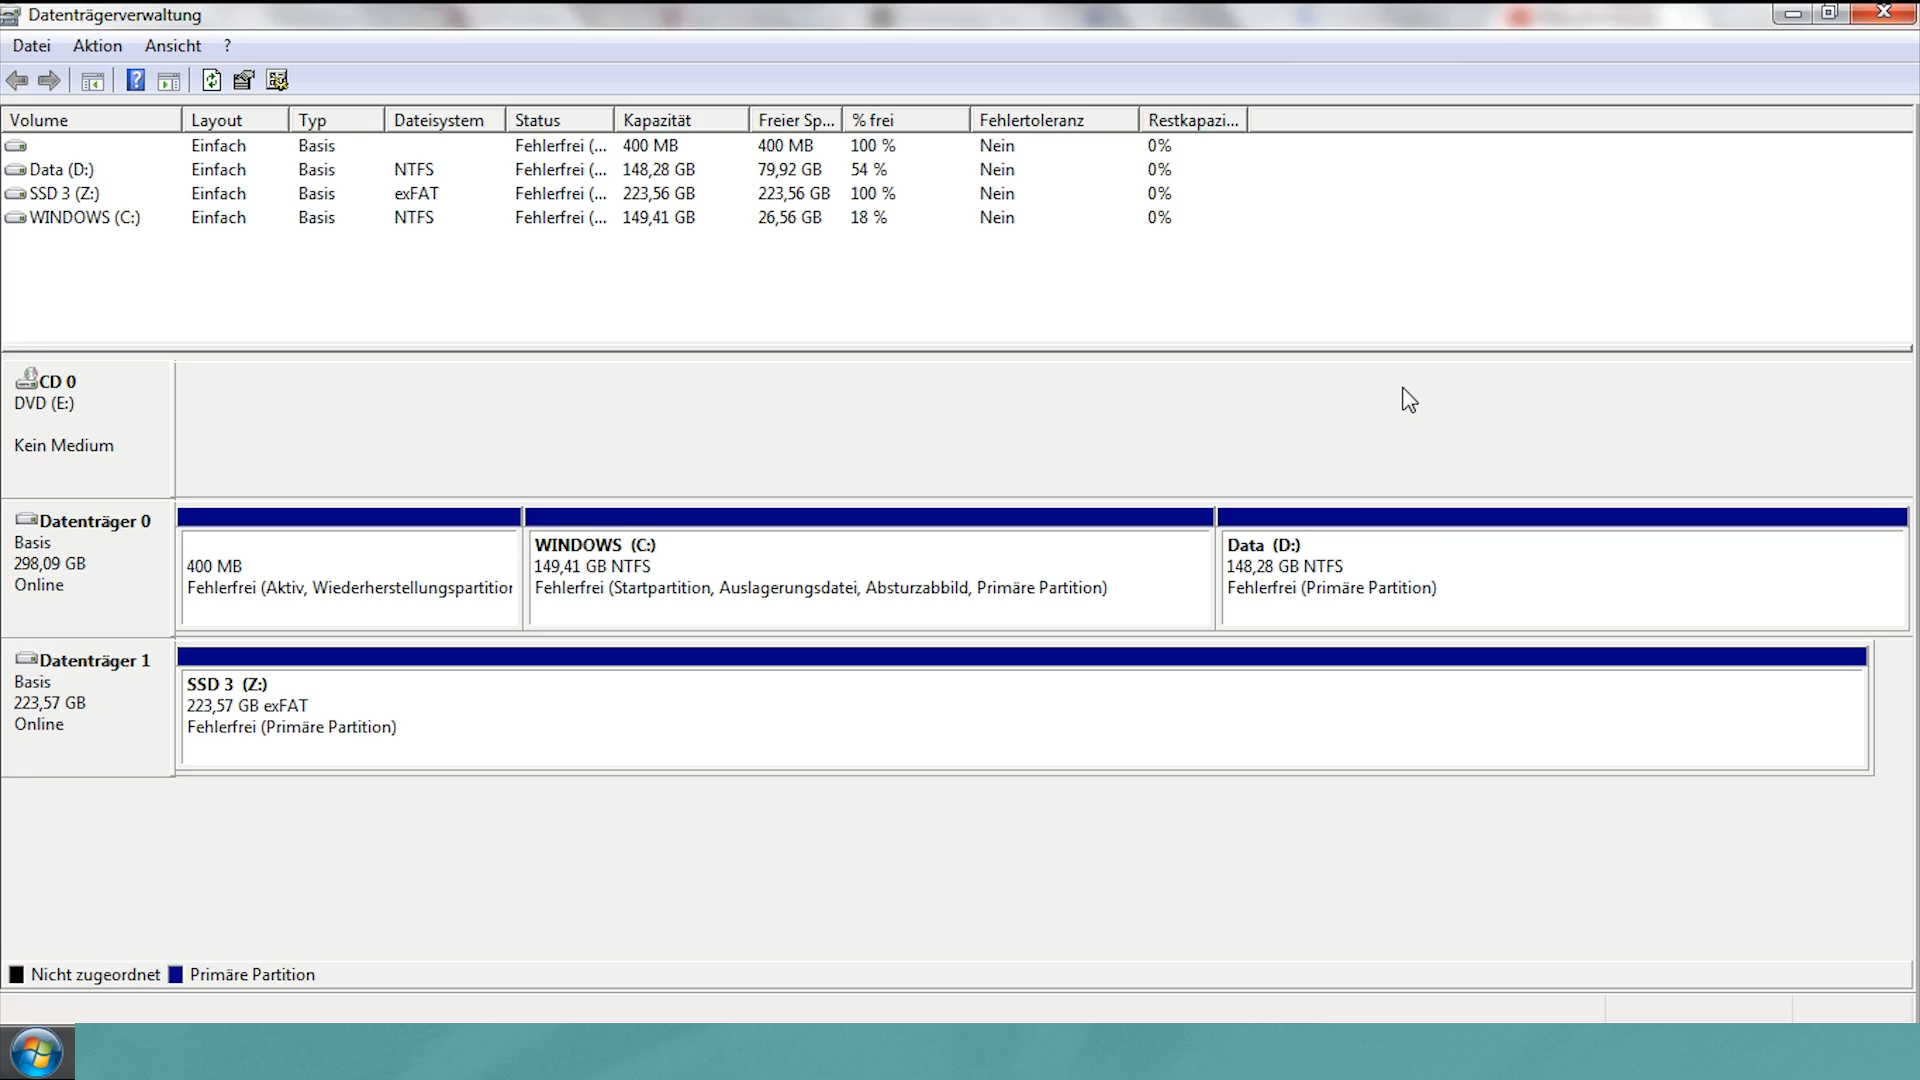 Datenträgerverwaltung
Datei Aktion Ansicht ?
Volume Layout Typ Dateisystem Status Kapazität Freier Sp... % frei Fehlertoleranz Restkapazi...
Einfach Basis Fehlerfrei (... 400 MB 400 MB 100 % Nein 0%
Data (D:) Einfach Basis NTFS Fehlerfrei (... 148,28 GB 79,92 GB 54 % Nein 0%
SSD 3 (Z:) Einfach Basis exFAT Fehlerfrei (... 223,56 GB 223,56 GB 100 % Nein 0%
WINDOWS (C:) Einfach Basis NTFS Fehlerfrei (... 149,41 GB 26,56 GB 18 % Nein 0%
CD 0
DVD (E:)
Kein Medium
Datenträger 0
Basis
298,09 GB
Online
400 MB
Fehlerfrei (Aktiv, Wiederherstellungspartition
WINDOWS (C:)
149,41 GB NTFS
Fehlerfrei (Startpartition, Auslagerungsdatei, Absturzabbild, Primäre Partition)
Data (D:)
148,28 GB NTFS
Fehlerfrei (Primäre Partition)
Datenträger 1
Basis
223,57 GB
Online
SSD 3 (Z:)
223,57 GB exFAT
Fehlerfrei (Primäre Partition)
Nicht zugeordnet Primäre Partition